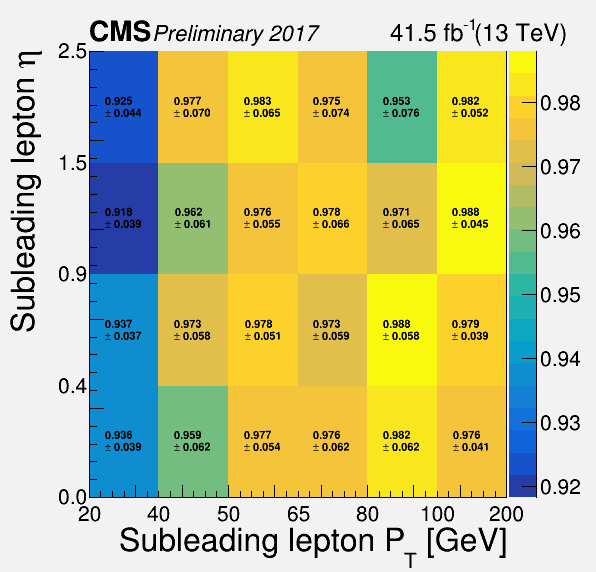 CMS Preliminary 2017 41.5 fb-1(13 TeV)
2.5
0.925 0.977 0.983 0.975 0.953 0.982
± 0.044 ± 0.070 ± 0.065 ± 0.074 ± 0.076 ± 0.052
0.98
1.5
0.97
0.918 0.962 0.976 0.978 0.971 0.988
± 0.039 ± 0.061 ± 0.055 ± 0.066 ± 0.065 ± 0.045
0.96
0.9
0.95
0.937 0.973 0.978 0.973 0.988 0.979
± 0.037 ± 0.058 ± 0.051 ± 0.059 ± 0.058 ± 0.039
0.94
0.4
0.93
0.936 0.959 0.977 0.976 0.982 0.976
± 0.039 ± 0.062 ± 0.054 ± 0.062 ± 0.062 ± 0.041
0.92
0.0
20 40 50 65 80 100 200
Subleading lepton PT [GeV]
Subleading lepton η